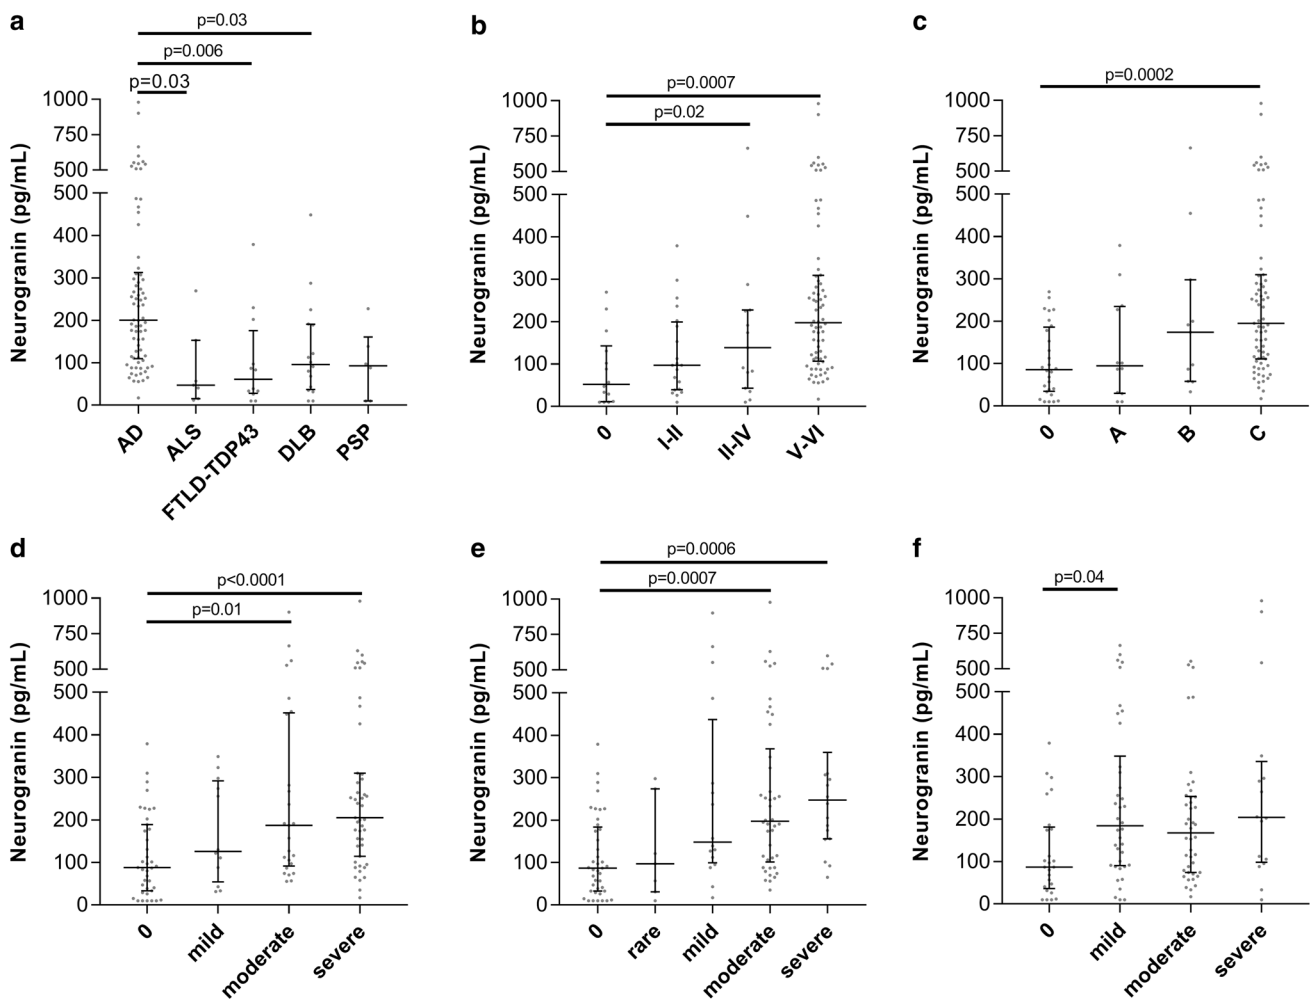 a
p=0.03
p=0.006
p=0.03
Neurogranin (pg/mL)
1000
750
500
500
400
300
200
100
0
AD
ALS
FTLD-TDP43
DLB
PSP
b
p=0.0007
p=0.02
Neurogranin (pg/mL)
1000
750
500
500
400
300
200
100
0
0
I-II
II-IV
V-VI
c
p=0.0002
Neurogranin (pg/mL)
1000
750
500
500
400
300
200
100
0
0
A
B
C
d
p<0.0001
p=0.01
Neurogranin (pg/mL)
1000
750
500
500
400
300
200
100
0
0
mild
moderate
severe
e
p=0.0006
p=0.0007
Neurogranin (pg/mL)
1000
750
500
500
400
300
200
100
0
0
rare
mild
moderate
severe
f
p=0.04
Neurogranin (pg/mL)
1000
750
500
500
400
300
200
100
0
0
mild
moderate
severe